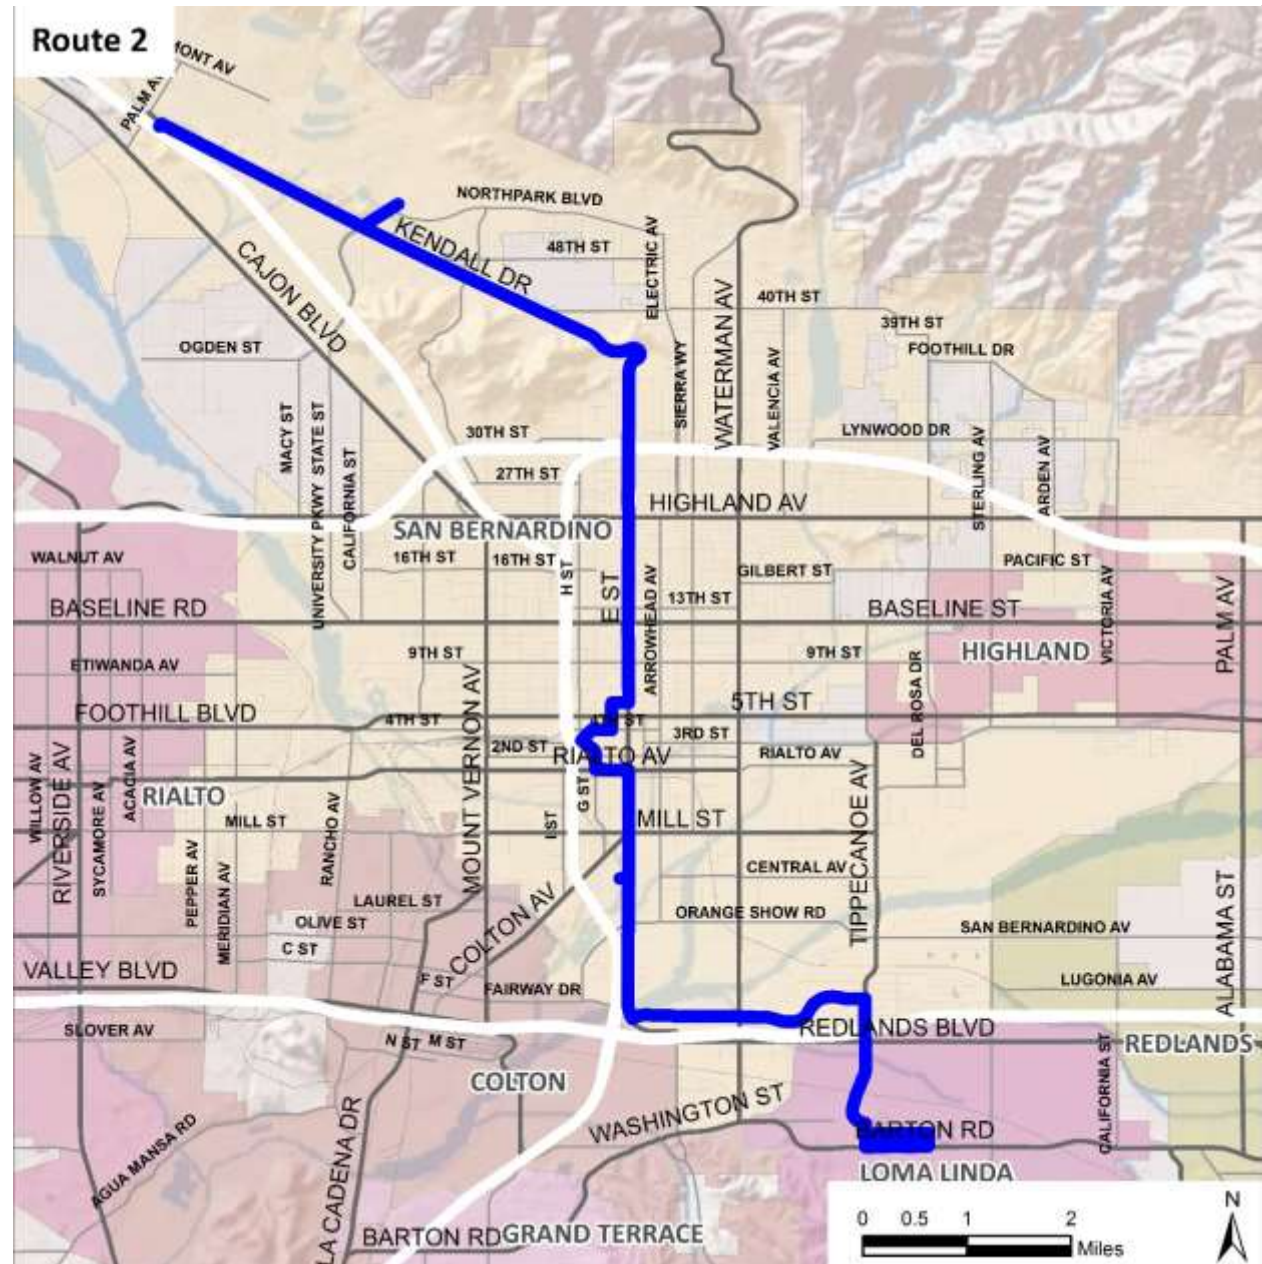 Route 2
MONT AV
PALM AV
NORTHPARK BLVD
KENDALL DR
48TH ST
ELECTRIC AV
CAJON BLVD
40TH ST
39TH ST
FOOTHILL DR
OGDEN ST
SIERRA WY
WATERMAN AV
VALENCIA AV
MACY ST
UNIVERSITY PKWY STATE ST
CALIFORNIA ST
30TH ST
LYNWOOD DR
STERLING AV
ARDEN AV
27TH ST
HIGHLAND AV
SAN BERNARDINO
WALNUT AV
16TH ST
16TH ST
H ST
E ST
GILBERT ST
PACIFIC ST
BASELINE RD
ARROWHEAD AV
13TH ST
BASELINE ST
VICTORIA AV
PALM AV
ETIWANDA AV
9TH ST
9TH ST
HIGHLAND
DEL ROSA DR
FOOTHILL BLVD
4TH ST
4TH ST
5TH ST
3RD ST
MOUNT VERNON AV
2ND ST
RIALTO AV
RIALTO AV
WILLOW AV
RIVERSIDE AV
SYCAMORE AV
ACACIA AV
RIALTO
G ST
I ST
MILL ST
MILL ST
RANCHO AV
PEPPER AV
MERIDIAN AV
TIPPECANOE AV
CENTRAL AV
LAUREL ST
OLIVE ST
C ST
COLTON AV
ORANGE SHOW RD
SAN BERNARDINO AV
ALABAMA ST
VALLEY BLVD
F ST
FAIRWAY DR
LUGONIA AV
SLOVER AV
N ST
M ST
REDLANDS BLVD
REDLANDS
COLTON
CALIFORNIA ST
WASHINGTON ST
BARTON RD
LOMA LINDA
AGUA MANSA RD
LA CADENA DR
BARTON RD
GRAND TERRACE
0 0.5 1 2
Miles
N